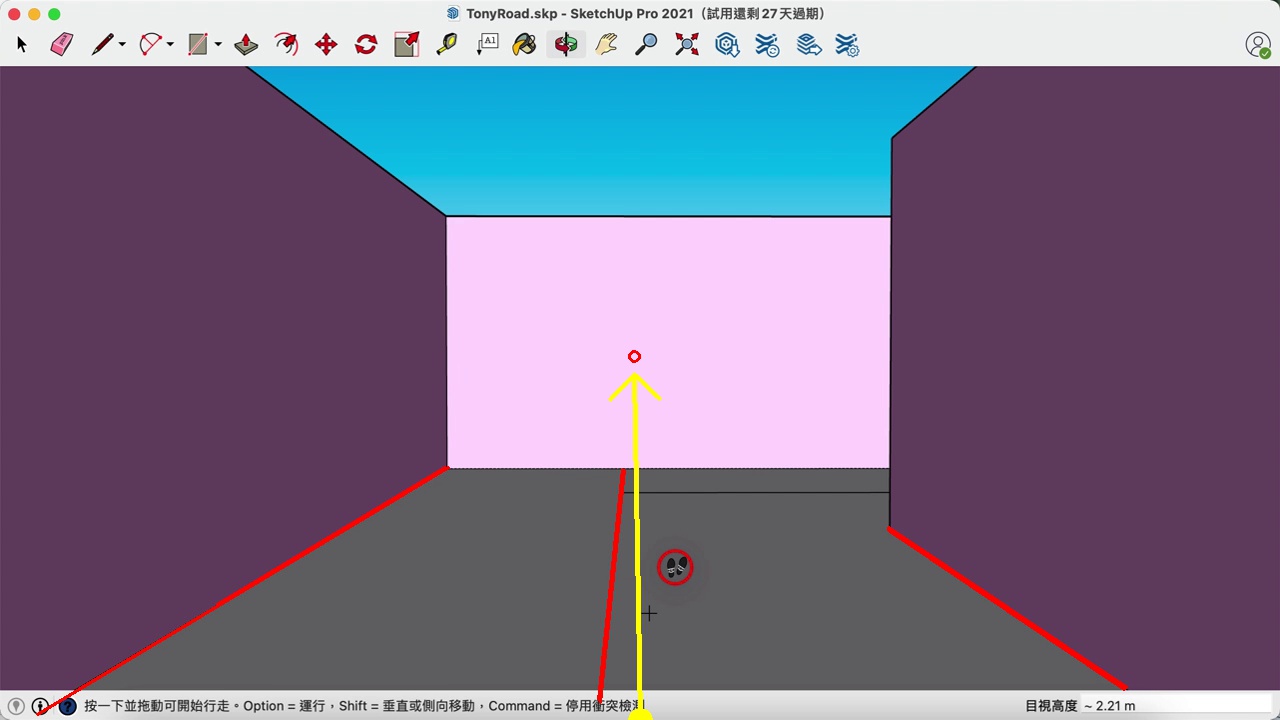 TonyRoad.skp - SketchUp Pro 2021（試用還剩 27 天過期）
A1
按一下並拖動可開始行走。Option = 運行，Shift = 垂直或側向移動，Command = 停用衝突檢測
目視高度 ~ 2.21 m